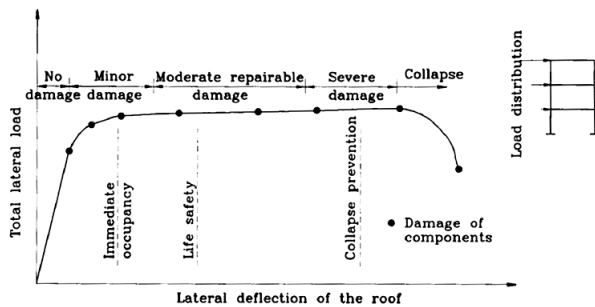 No
damage
Minor
damage
Moderate repairable
damage
Severe
damage
Collapse
Total lateral load
Immediate
occupancy
Life safety
Collapse prevention
Damage of
components
Lateral deflection of the roof
Load distribution